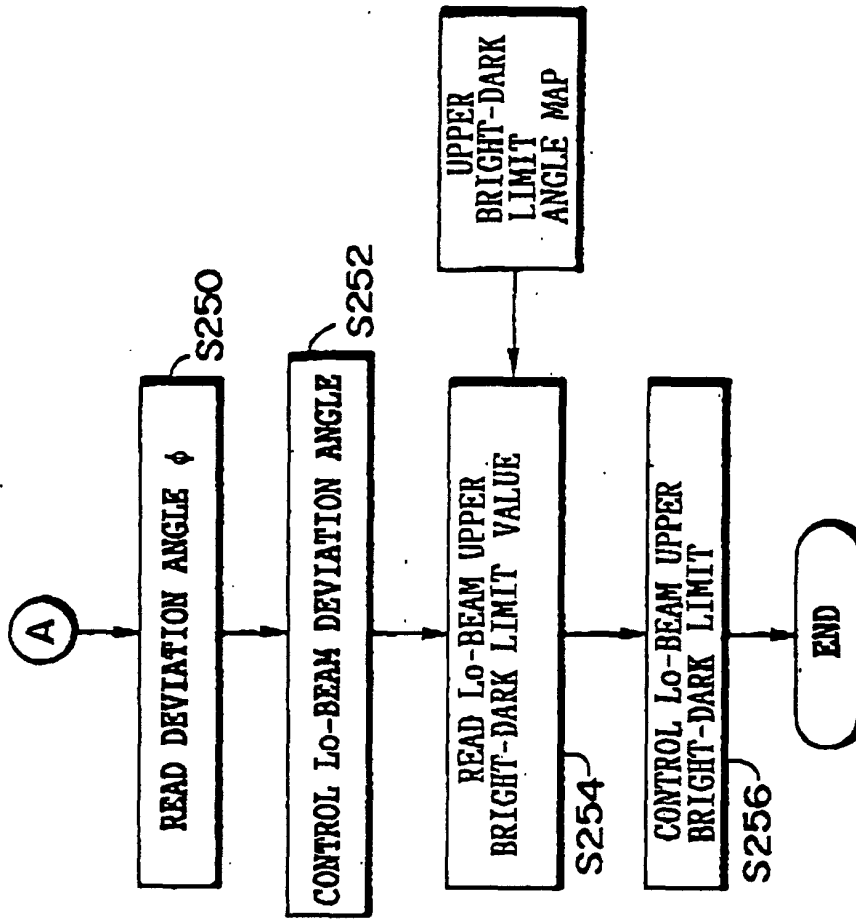 A
READ DEVIATION ANGLE φ
S250
CONTROL Lo-BEAM DEVIATION ANGLE
S252
UPPER
BRIGHT-DARK
LIMIT
ANGLE MAP
READ Lo-BEAM UPPER
BRIGHT-DARK LIMIT VALUE
S254
CONTROL Lo-BEAM UPPER
BRIGHT-DARK LIMIT
S256
END